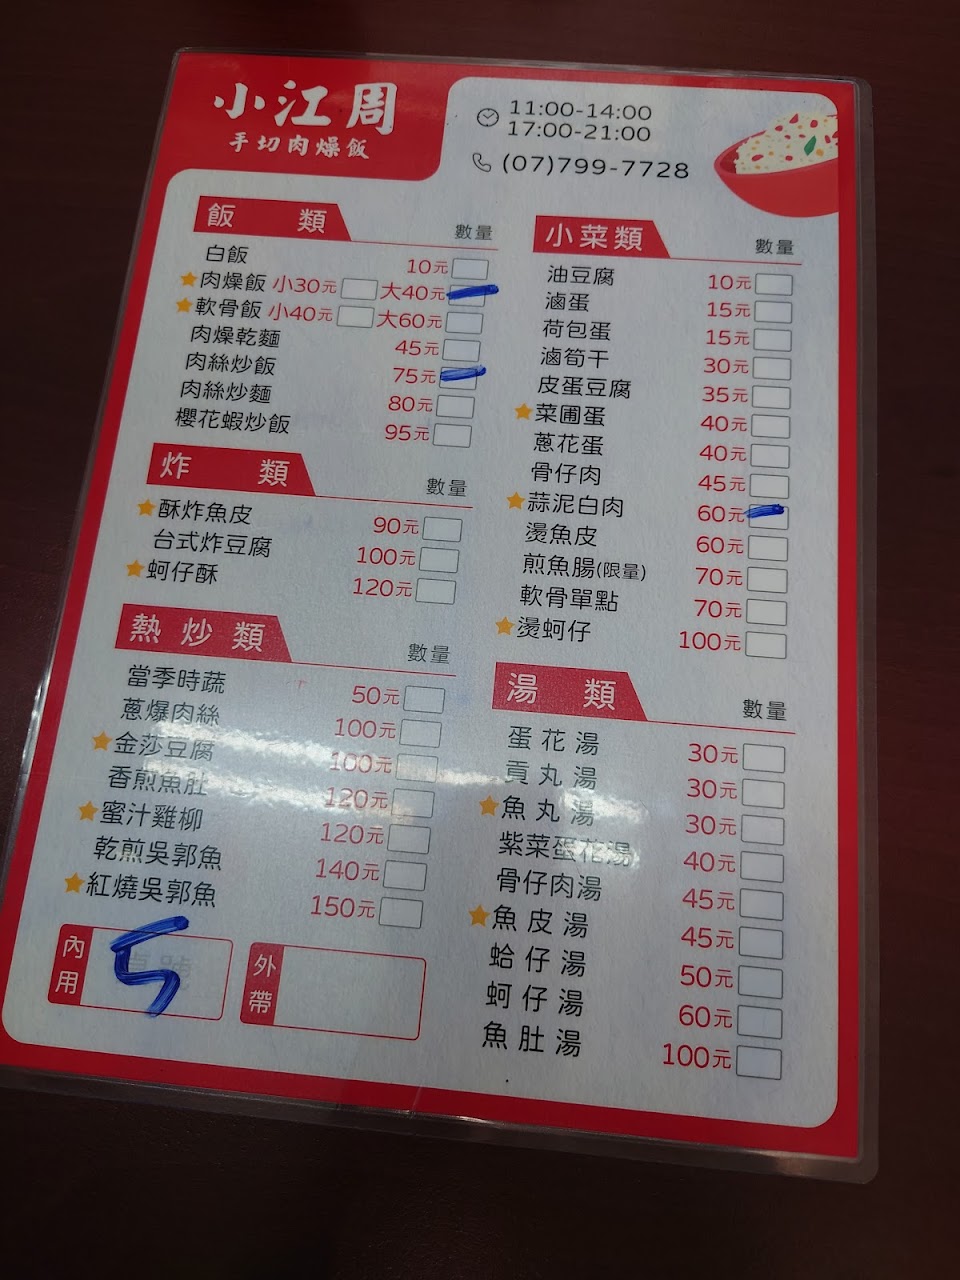 小江周
手切肉燥飯
11:00-14:00
17:00-21:00
(07)799-7728
飯類 數量
白飯 10元
肉燥飯 小30元 大40元
軟骨飯 小40元 大60元
肉燥乾麵 45元
肉絲炒飯 75元
肉絲炒麵 80元
櫻花蝦炒飯 95元
炸類 數量
酥炸魚皮 90元
台式炸豆腐 100元
蚵仔酥 120元
熱炒類 數量
當季時蔬 50元
蔥爆肉絲 100元
金莎豆腐 100元
香煎魚肚 120元
蜜汁雞柳 120元
乾煎吳郭魚 140元
紅燒吳郭魚 150元
內用 桌號 5
外帶
小菜類 數量
油豆腐 10元
滷蛋 15元
荷包蛋 15元
滷筍干 30元
皮蛋豆腐 35元
菜圃蛋 40元
蔥花蛋 40元
骨仔肉 45元
蒜泥白肉 60元
燙魚皮 60元
煎魚腸(限量) 70元
軟骨單點 70元
燙蚵仔 100元
湯類 數量
蛋花湯 30元
貢丸湯 30元
魚丸湯 30元
紫菜蛋花湯 40元
骨仔肉湯 45元
魚皮湯 45元
蛤仔湯 50元
蚵仔湯 60元
魚肚湯 100元